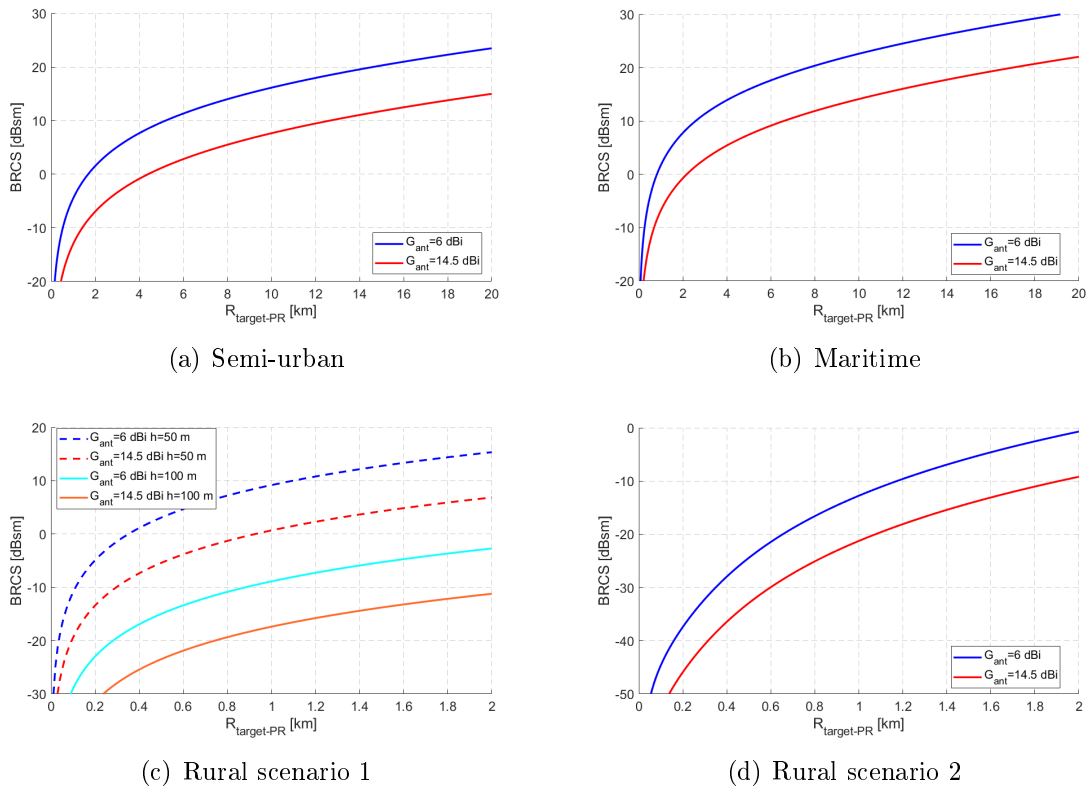 30
20
10
0
-10
-20
BRCS [dBsm]
0 2 4 6 8 10 12 14 16 18 20
R_target-PR [km]
G_ant=6 dBi
G_ant=14.5 dBi
(a) Semi-urban
30
20
10
0
-10
-20
BRCS [dBsm]
0 2 4 6 8 10 12 14 16 18 20
R_target-PR [km]
G_ant=6 dBi
G_ant=14.5 dBi
(b) Maritime
20
10
0
-10
-20
-30
BRCS [dBsm]
G_ant=6 dBi h=50 m
G_ant=14.5 dBi h=50 m
G_ant=6 dBi h=100 m
G_ant=14.5 dBi h=100 m
0 0.2 0.4 0.6 0.8 1 1.2 1.4 1.6 1.8 2
R_target-PR [km]
(c) Rural scenario 1
0
-10
-20
-30
-40
-50
BRCS [dBsm]
0 0.2 0.4 0.6 0.8 1 1.2 1.4 1.6 1.8 2
R_target-PR [km]
G_ant=6 dBi
G_ant=14.5 dBi
(d) Rural scenario 2